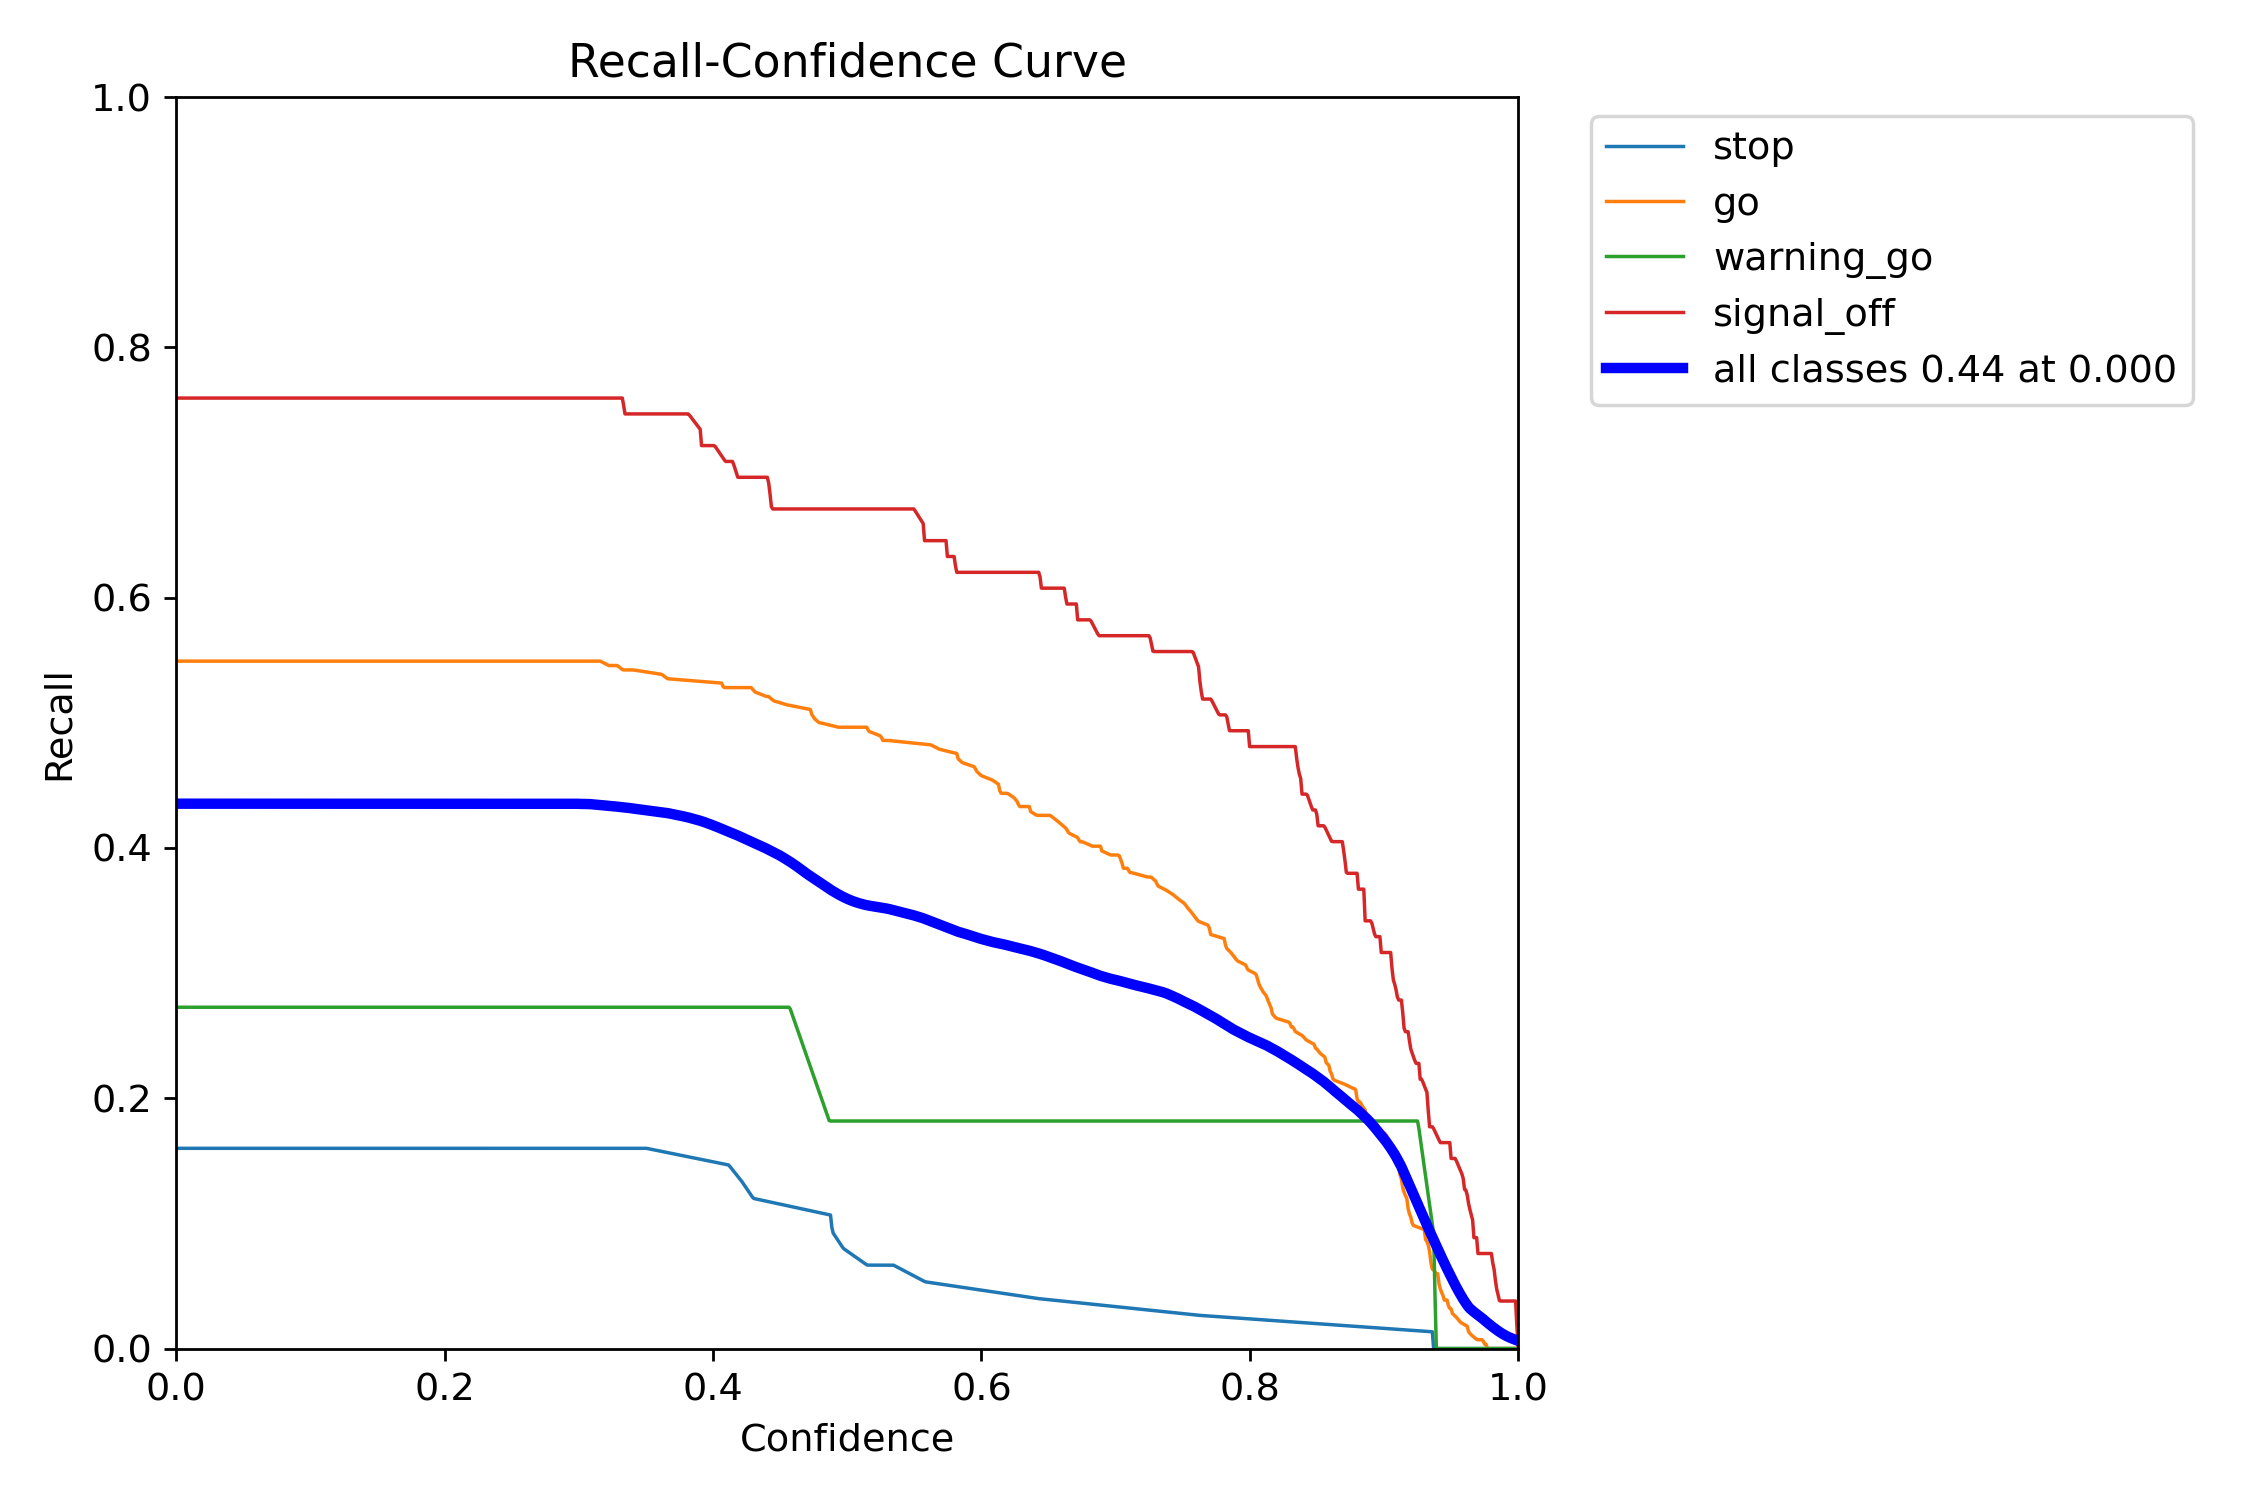 Recall-Confidence Curve
1.0
0.8
0.6
0.4
0.2
0.0
Recall
0.0 0.2 0.4 0.6 0.8 1.0
Confidence
stop
go
warning_go
signal_off
all classes 0.44 at 0.000